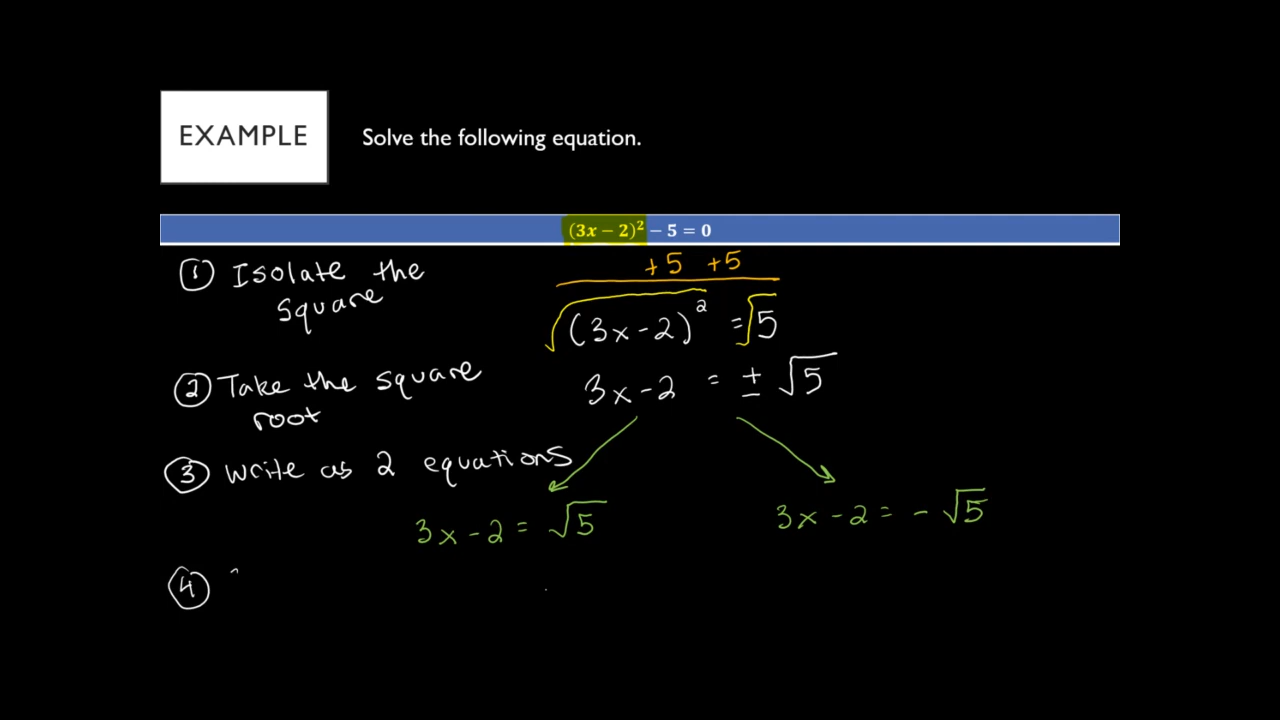 EXAMPLE
Solve the following equation.
(3x − 2)² − 5 = 0
+5 +5
① Isolate the
square
√(3x-2)² = √5
② Take the square
root
3x-2 = ± √5
③ Write as 2 equations
3x-2 = √5
3x-2 = - √5
④